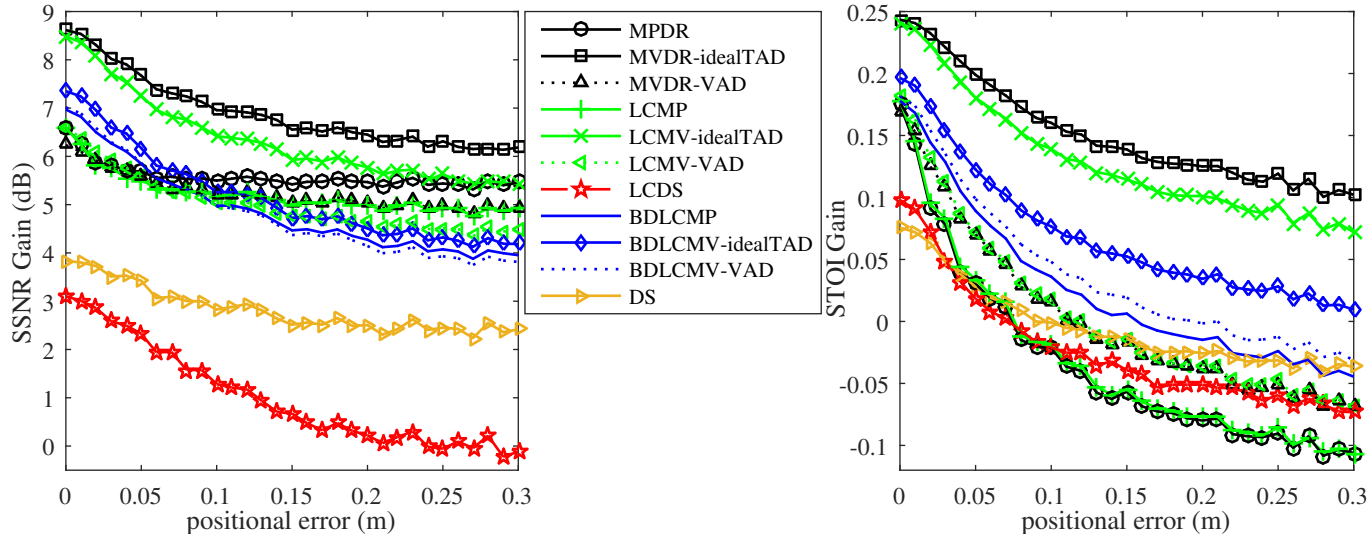 SSNR Gain (dB)
9
8
7
6
5
4
3
2
1
0
0
0.05
0.1
0.15
0.2
0.25
0.3
positional error (m)
MPDR
MVDR-idealTAD
MVDR-VAD
LCMP
LCMV-idealTAD
LCMV-VAD
LCDS
BDLCMP
BDLCMV-idealTAD
BDLCMV-VAD
DS
STOI Gain
0.25
0.2
0.15
0.1
0.05
0
-0.05
-0.1
0
0.05
0.1
0.15
0.2
0.25
0.3
positional error (m)